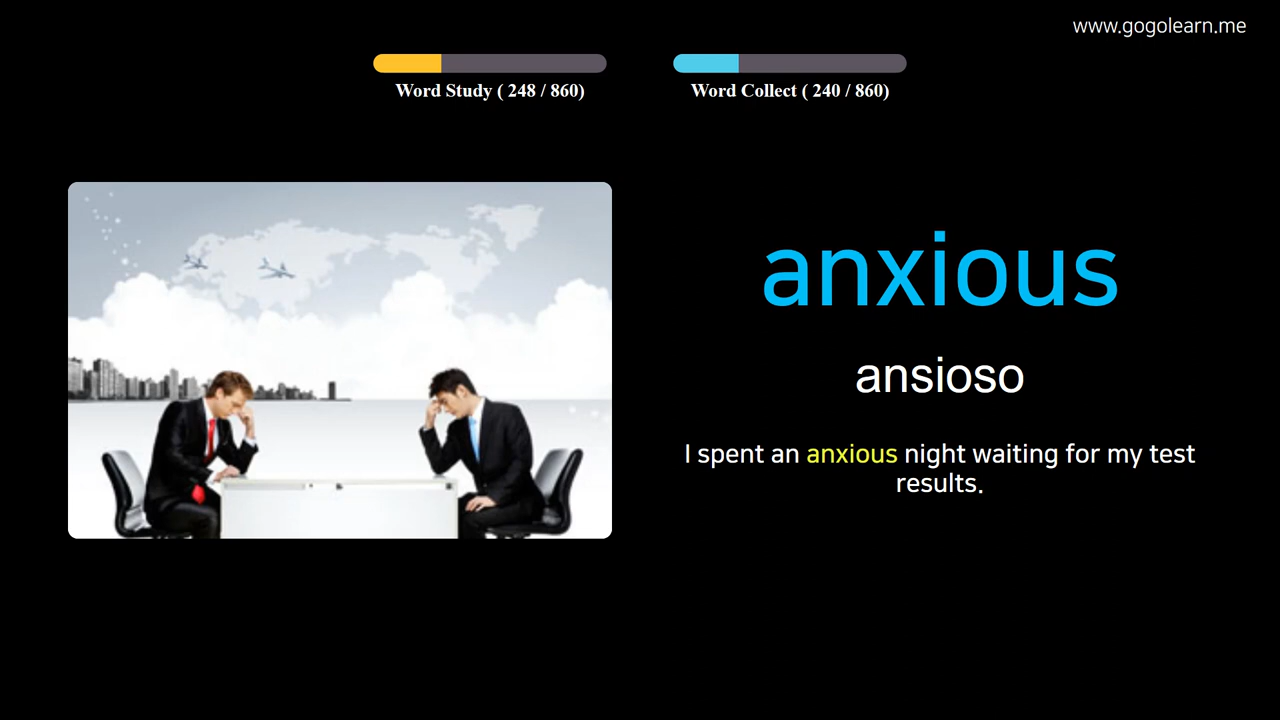 www.gogolearn.me
Word Study ( 248 / 860)
Word Collect ( 240 / 860)
anxious
ansioso
I spent an anxious night waiting for my test
results.